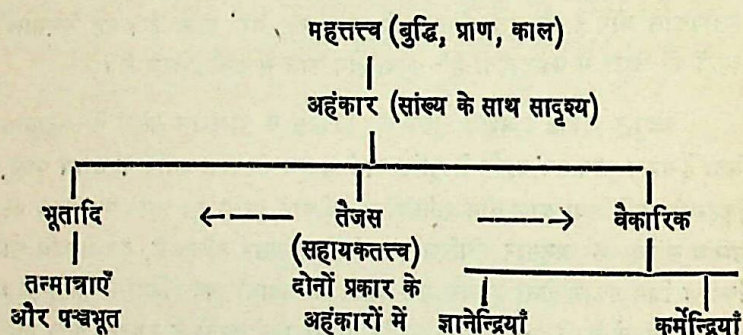 महत्तत्त्व (बुद्धि, प्राण, काल)
अहंकार (सांख्य के साथ सादृश्य)
भूतादि तैजस वैकारिक
(सहायकतत्त्व)
तन्मात्राएँ दोनों प्रकार के
और पञ्चभूत अहंकारों में ज्ञानेन्द्रियाँ कर्मेन्द्रियाँ